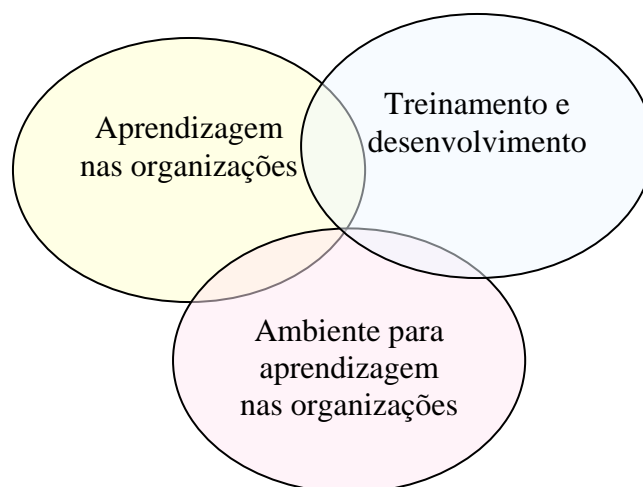 Aprendizagem
nas organizações
Treinamento e
desenvolvimento
Ambiente para
aprendizagem
nas organizações